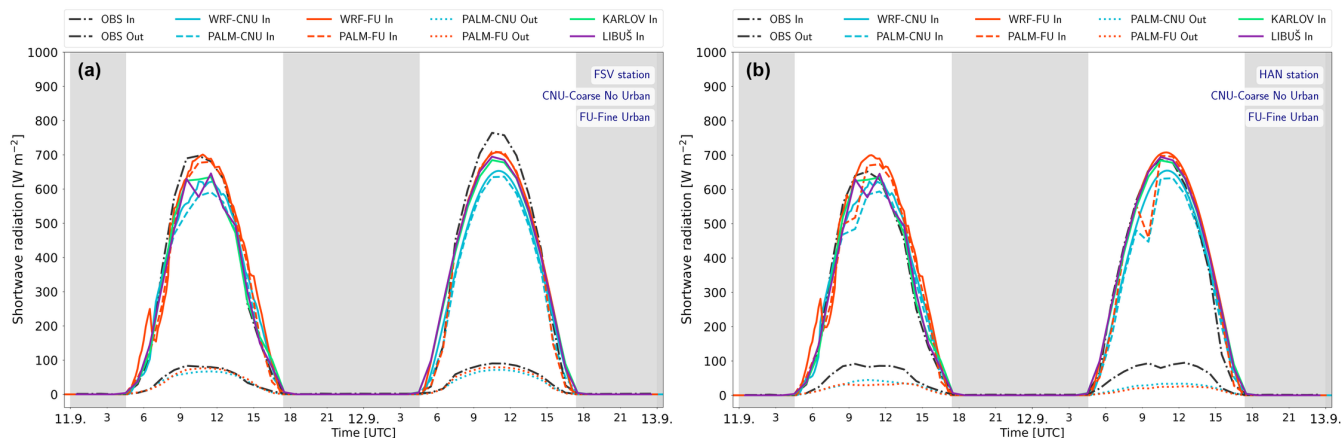 OBS In WRF-CNU In WRF-FU In PALM-CNU Out KARLOV In
OBS Out PALM-CNU In PALM-FU In PALM-FU Out LIBUŠ In
(a)
FSV station
CNU-Coarse No Urban
FU-Fine Urban
Shortwave radiation [W m⁻²]
1000
900
800
700
600
500
400
300
200
100
0
11.9. 3 6 9 12 15 18 12.9. 3 6 9 12 15 18 21 13.9.
Time [UTC]
OBS In WRF-CNU In WRF-FU In PALM-CNU Out KARLOV In
OBS Out PALM-CNU In PALM-FU In PALM-FU Out LIBUŠ In
(b)
HAN station
CNU-Coarse No Urban
FU-Fine Urban
Shortwave radiation [W m⁻²]
1000
900
800
700
600
500
400
300
200
100
0
11.9. 3 6 9 12 15 18 12.9. 3 6 9 12 15 18 21 13.9.
Time [UTC]